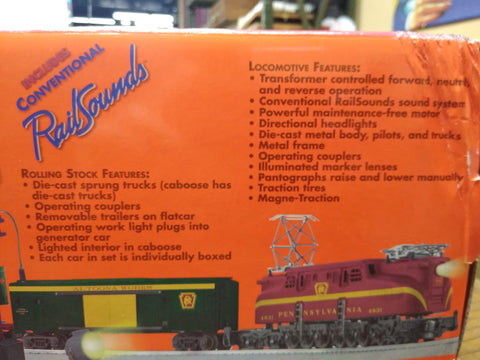 INCLUDES
CONVENTIONAL
RailSounds
LOCOMOTIVE FEATURES:
• Transformer controlled forward, neutral
and reverse operation
• Conventional RailSounds sound system
• Powerful maintenance-free motor
• Directional headlights
• Die-cast metal body, pilots, and trucks
• Metal frame
• Operating couplers
• Illuminated marker lenses
• Pantographs raise and lower manually
• Traction tires
• Magne-Traction
ROLLING STOCK FEATURES:
• Die-cast sprung trucks (caboose has
die-cast trucks)
• Operating couplers
• Removable trailers on flatcar
• Operating work light plugs into
generator car
• Lighted interior in caboose
• Each car in set is individually boxed
ALTOONA WORKS
4931 PENNSYLVANIA 4931